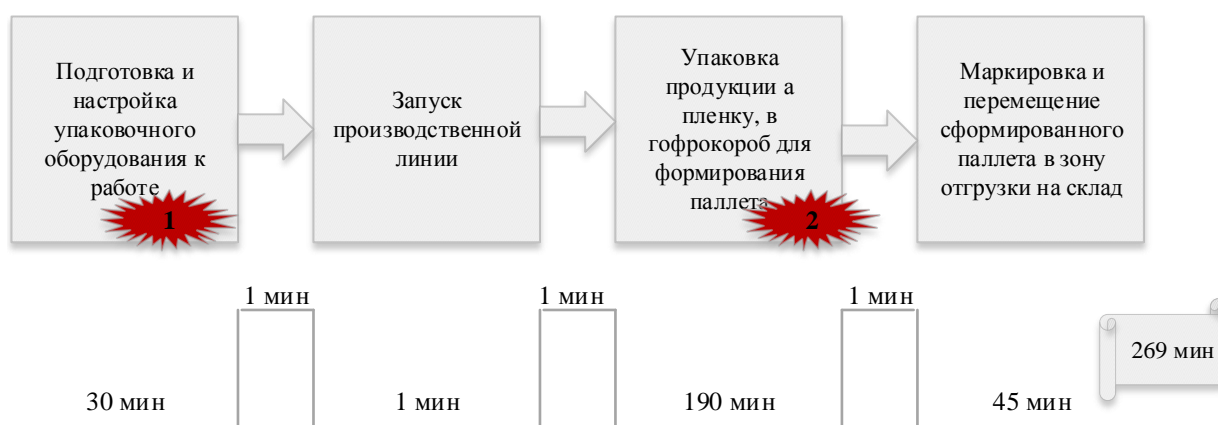 Подготовка и
настройка
упаковочного
оборудования к
работе
1
Запуск
производственной
линии
Упаковка
продукции а
пленку, в
гофрокороб для
формирования
паллета
2
Маркировка и
перемещение
сформированного
паллета в зону
отгрузки на склад
1 мин
1 мин
1 мин
269 мин
30 мин
1 мин
190 мин
45 мин